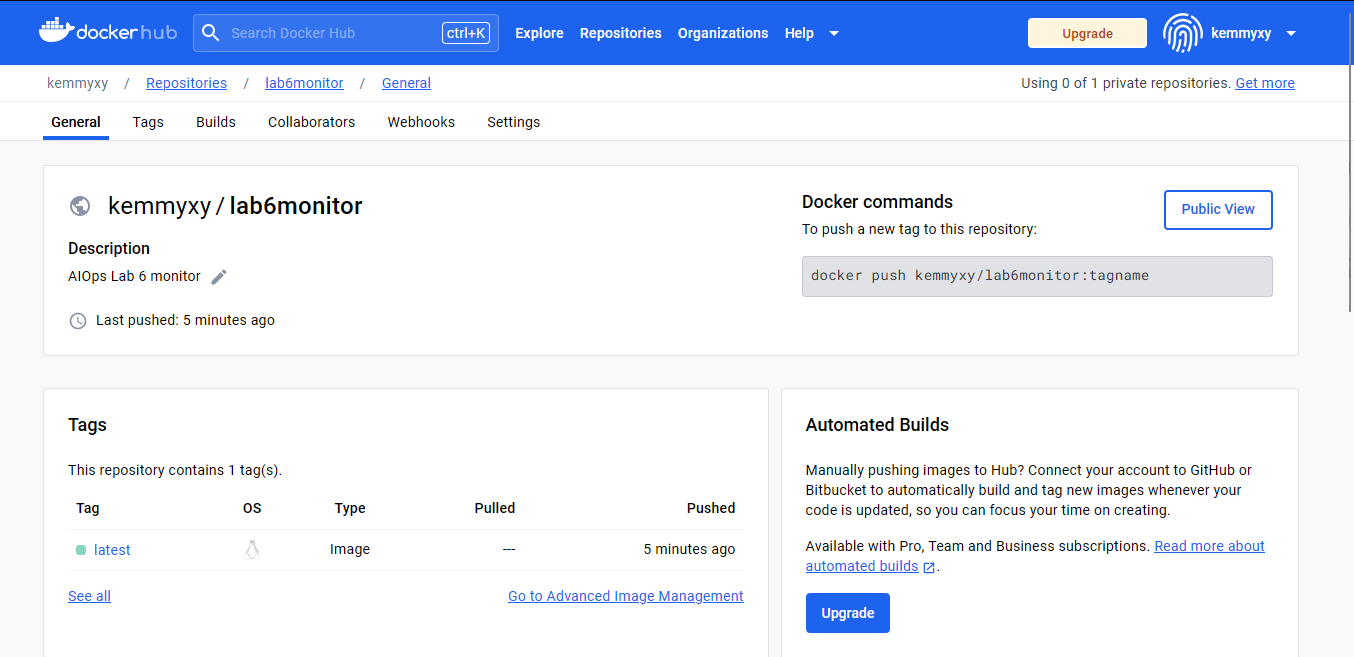 dockerhub Search Docker Hub ctrl+K Explore Repositories Organizations Help Upgrade kemmyxy
kemmyxy / Repositories / lab6monitor / General Using 0 of 1 private repositories. Get more
General Tags Builds Collaborators Webhooks Settings
kemmyxy / lab6monitor
Description
AIOps Lab 6 monitor
Last pushed: 5 minutes ago
Docker commands
Public View
To push a new tag to this repository:
docker push kemmyxy/lab6monitor:tagname
Tags
This repository contains 1 tag(s).
Tag OS Type Pulled Pushed
latest Image --- 5 minutes ago
See all Go to Advanced Image Management
Automated Builds
Manually pushing images to Hub? Connect your account to GitHub or
Bitbucket to automatically build and tag new images whenever your
code is updated, so you can focus your time on creating.
Available with Pro, Team and Business subscriptions. Read more about
automated builds .
Upgrade